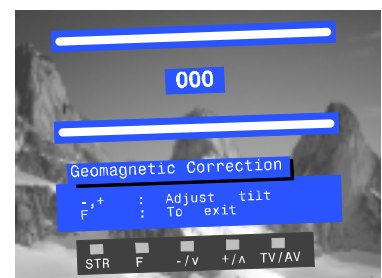 000
Geomagnetic Correction
-,+ : Adjust tilt
F : To exit
STR F -/v +/ʌ TV/AV